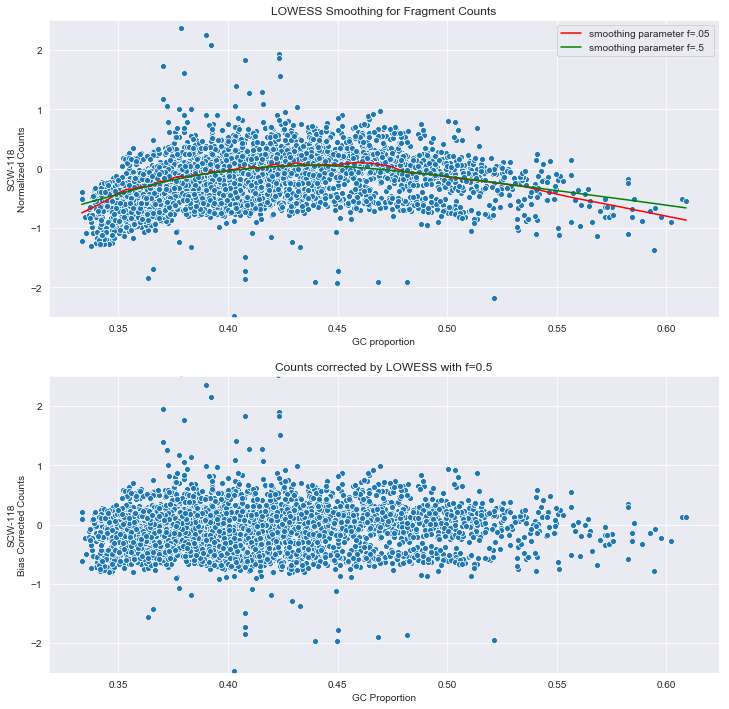 LOWESS Smoothing for Fragment Counts
smoothing parameter f=.05
smoothing parameter f=.5
SCW-118
Normalized Counts
2
1
0
−1
−2
0.35 0.40 0.45 0.50 0.55 0.60
GC proportion
Counts corrected by LOWESS with f=0.5
SCW-118
Bias Corrected Counts
2
1
0
−1
−2
0.35 0.40 0.45 0.50 0.55 0.60
GC Proportion